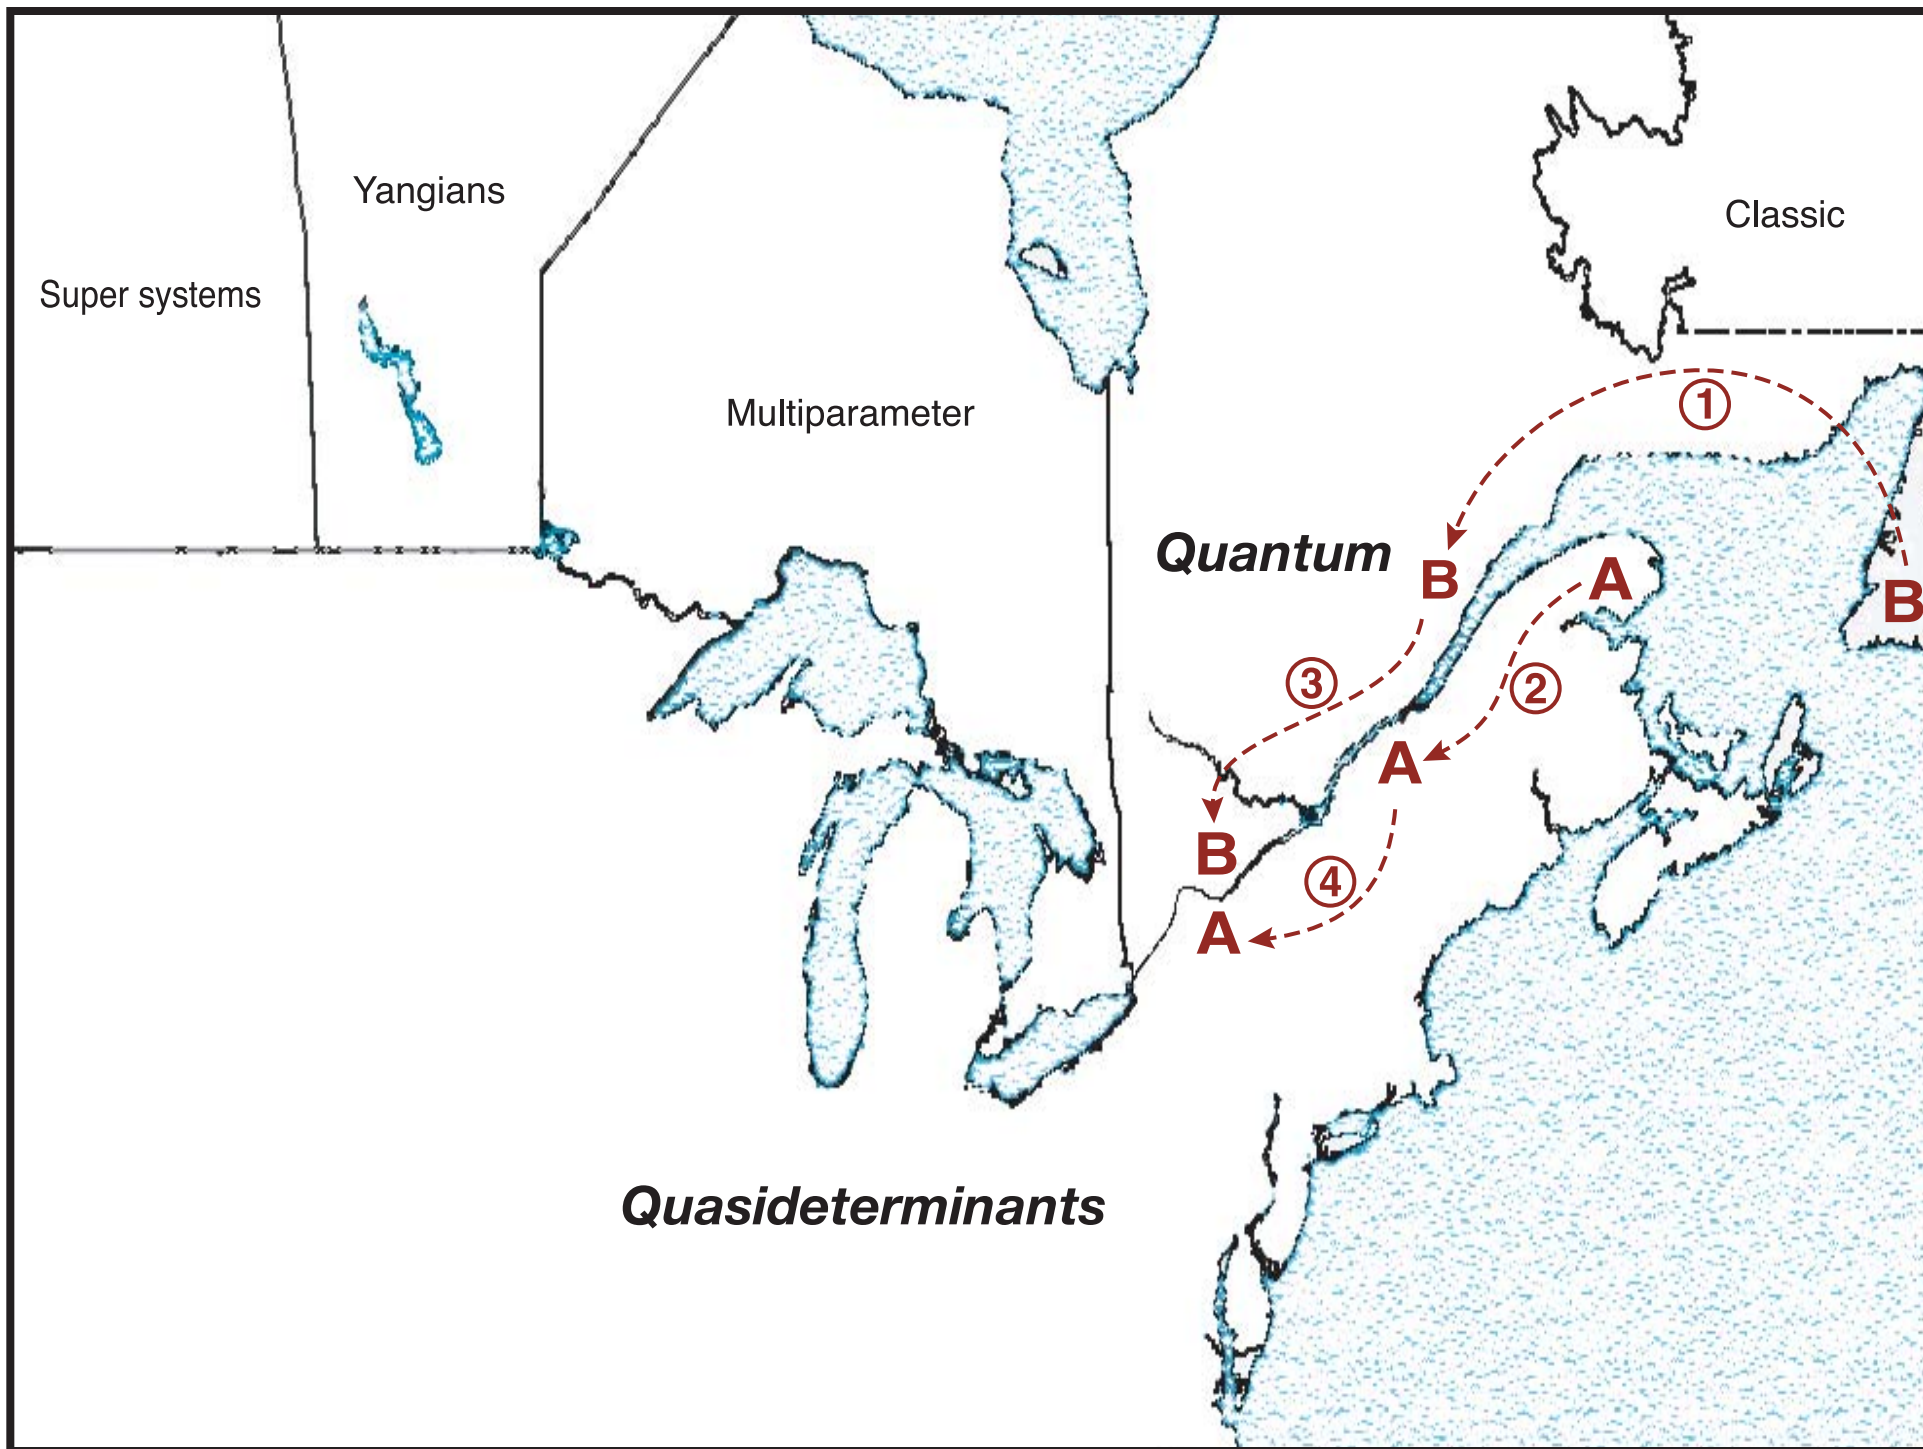 Yangians
Classic
Super systems
Multiparameter
1
Quantum
B
A
B
3
2
A
B
4
A
Quasideterminants